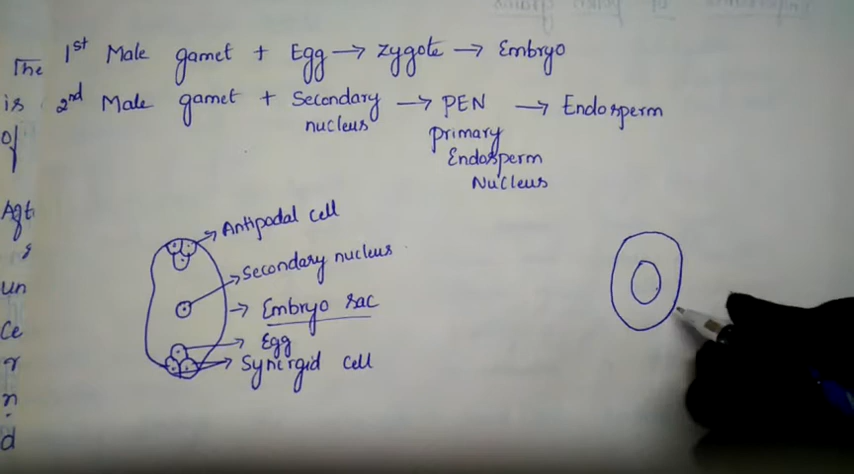 The
is
of
Agt
un
Ce
r
n.
d
1st Male gamet + Egg → zygote → Embryo
2nd Male gamet + Secondary nucleus → PEN → Endosperm
primary
Endosperm
Nucleus
Antipodal cell
Secondary nucleus
Embryo sac
Egg
Synergid cell